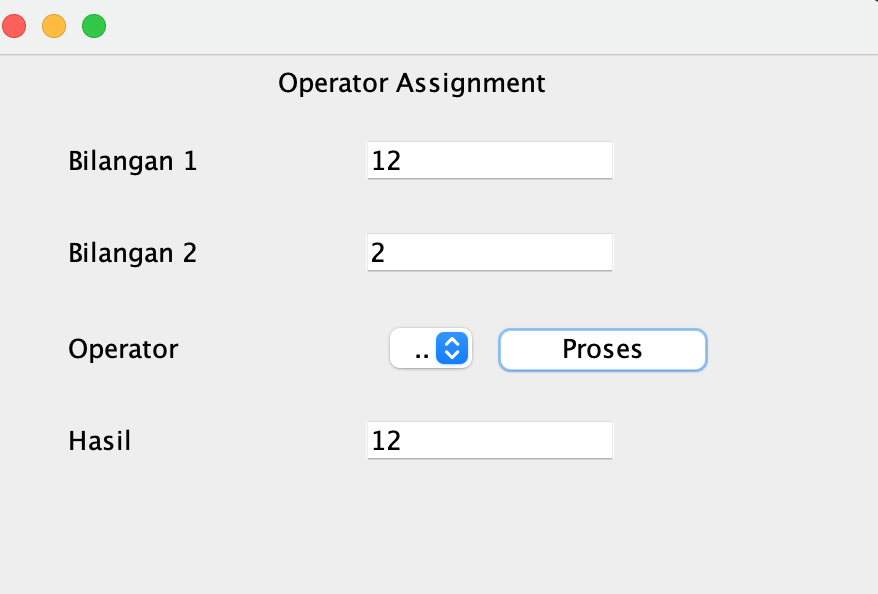 Operator Assignment
Bilangan 1 12
Bilangan 2 2
Operator .. Proses
Hasil 12